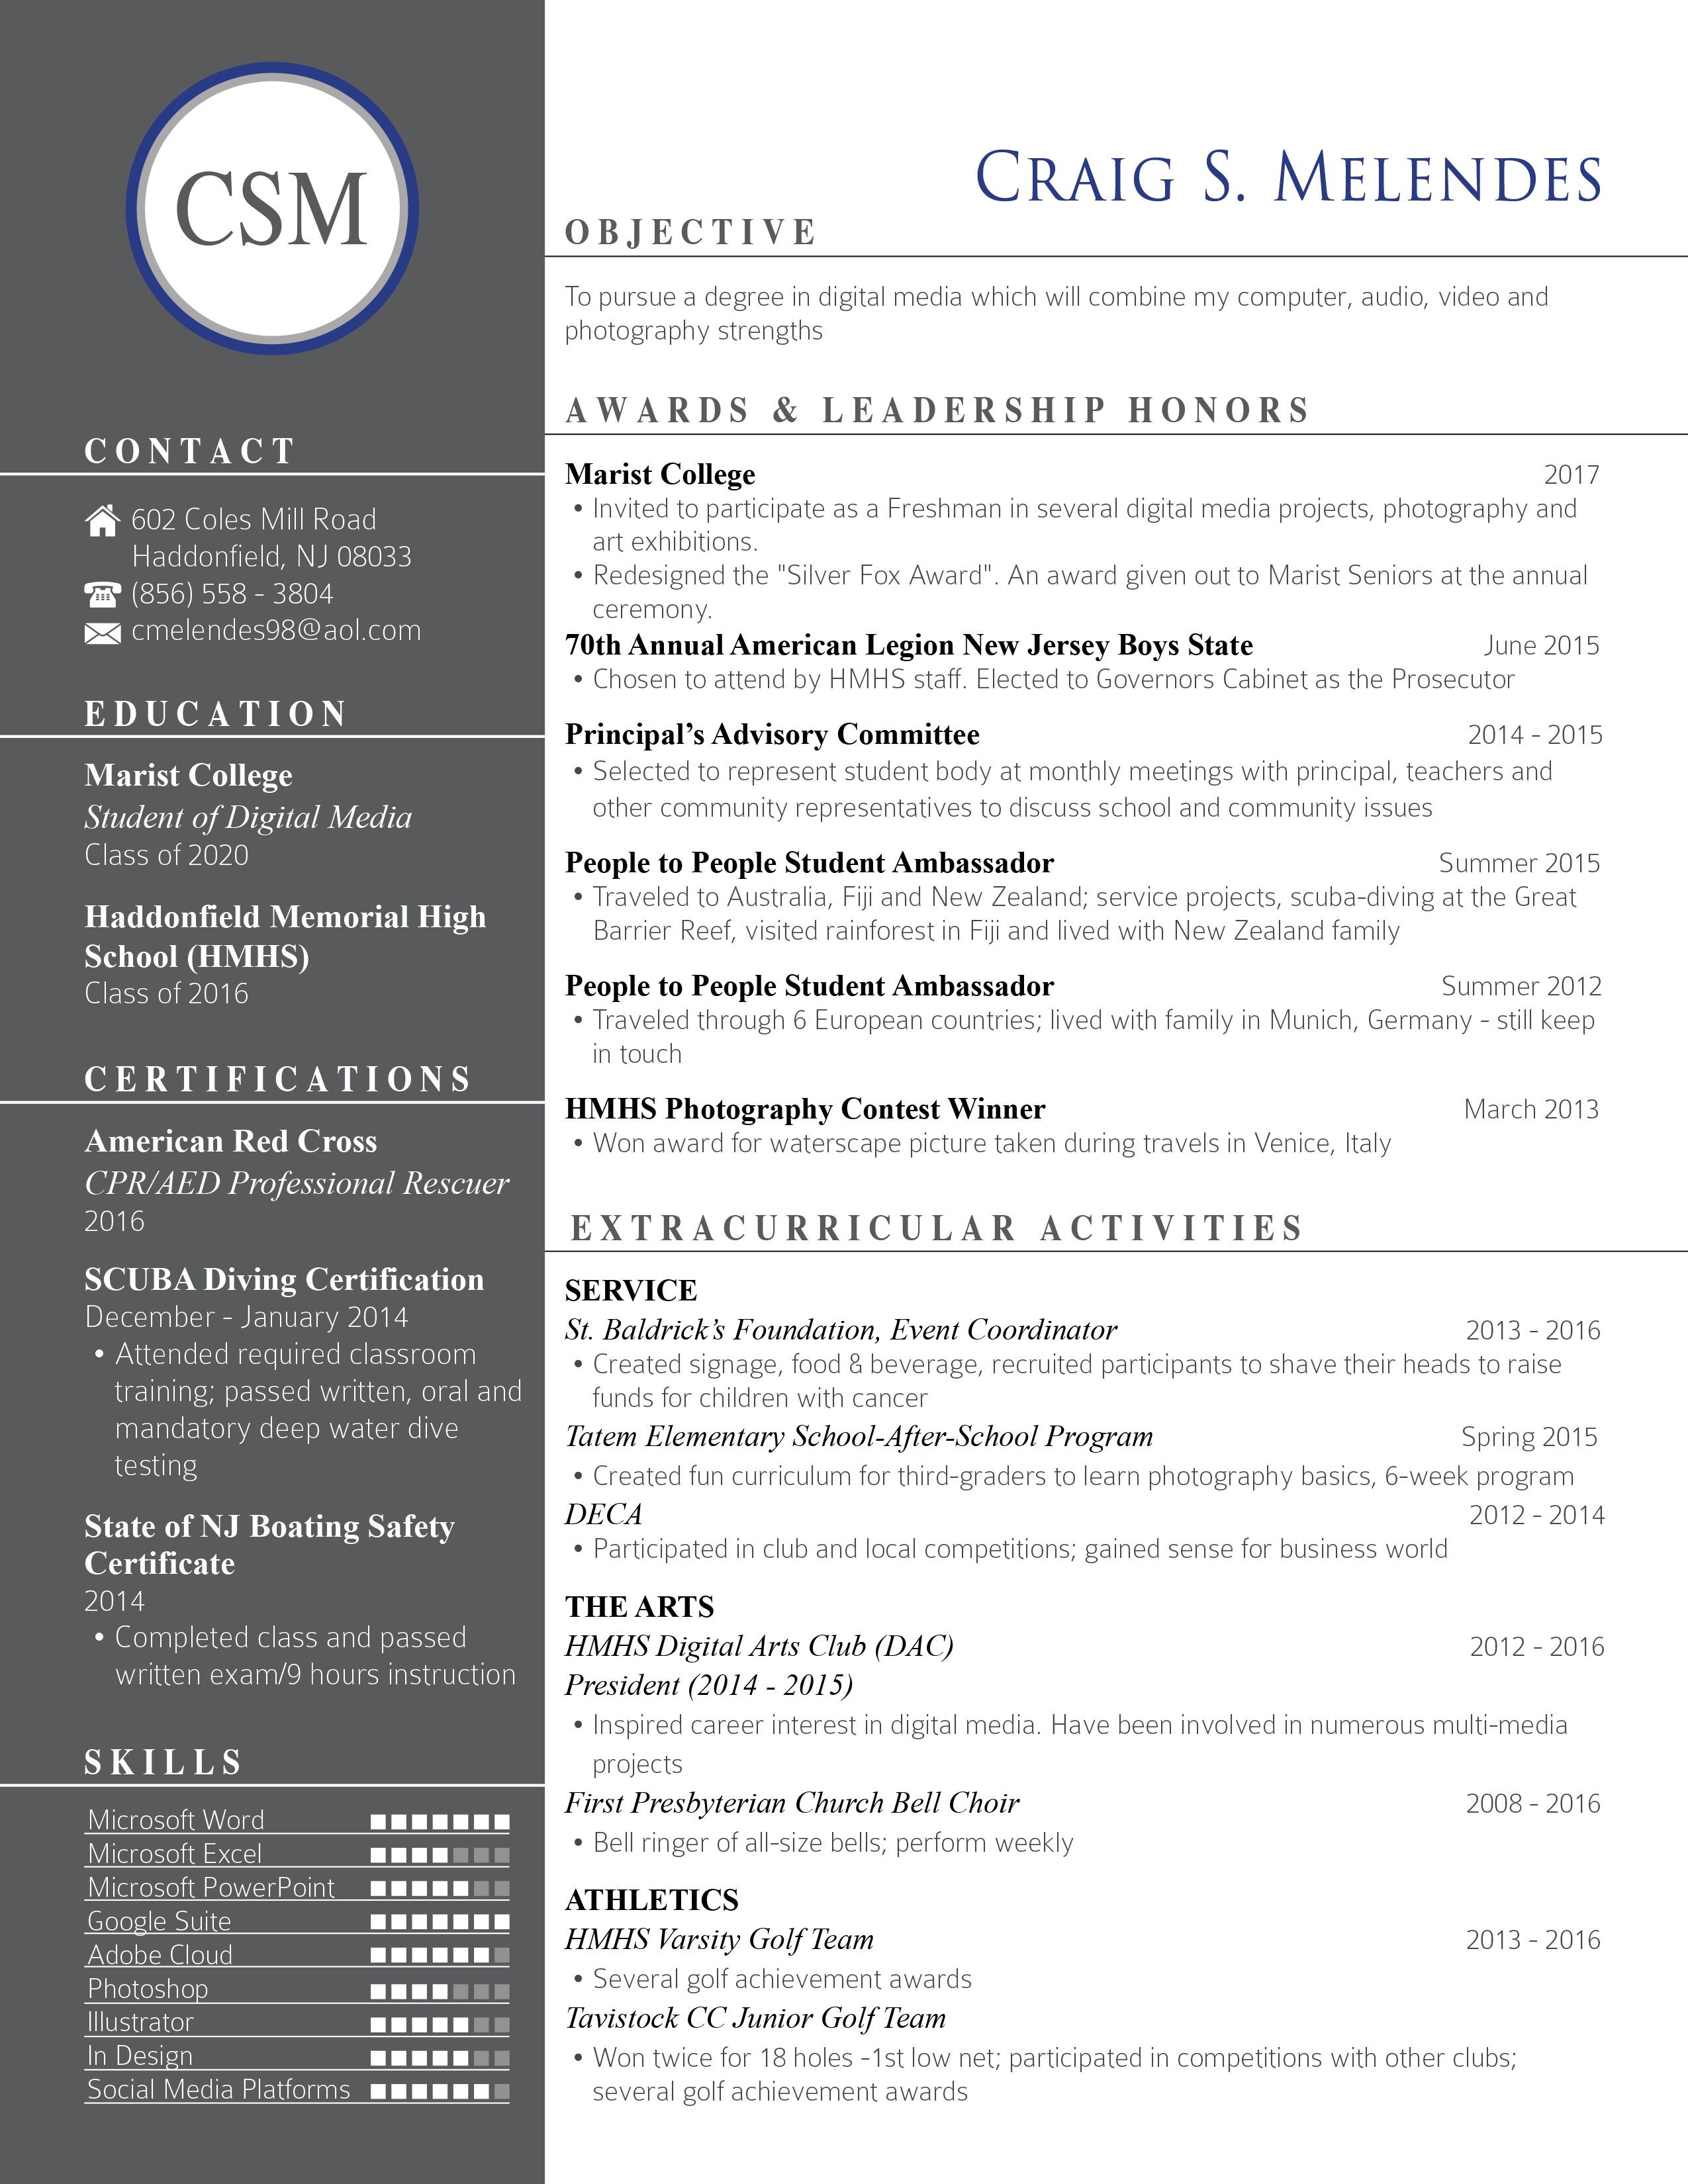 CSM
CONTACT
602 Coles Mill Road
Haddonfield, NJ 08033
(856) 558 - 3804
cmelendes98@aol.com
EDUCATION
Marist College
Student of Digital Media
Class of 2020
Haddonfield Memorial High
School (HMHS)
Class of 2016
CERTIFICATIONS
American Red Cross
CPR/AED Professional Rescuer
2016
SCUBA Diving Certification
December - January 2014
• Attended required classroom
training; passed written, oral and
mandatory deep water dive
testing
State of NJ Boating Safety
Certificate
2014
• Completed class and passed
written exam/9 hours instruction
SKILLS
Microsoft Word
Microsoft Excel
Microsoft PowerPoint
Google Suite
Adobe Cloud
Photoshop
Illustrator
In Design
Social Media Platforms
CRAIG S. MELENDES
OBJECTIVE
To pursue a degree in digital media which will combine my computer, audio, video and
photography strengths
AWARDS & LEADERSHIP HONORS
Marist College 2017
• Invited to participate as a Freshman in several digital media projects, photography and
art exhibitions.
• Redesigned the "Silver Fox Award". An award given out to Marist Seniors at the annual
ceremony.
70th Annual American Legion New Jersey Boys State June 2015
• Chosen to attend by HMHS staff. Elected to Governors Cabinet as the Prosecutor
Principal’s Advisory Committee 2014 - 2015
• Selected to represent student body at monthly meetings with principal, teachers and
other community representatives to discuss school and community issues
People to People Student Ambassador Summer 2015
• Traveled to Australia, Fiji and New Zealand; service projects, scuba-diving at the Great
Barrier Reef, visited rainforest in Fiji and lived with New Zealand family
People to People Student Ambassador Summer 2012
• Traveled through 6 European countries; lived with family in Munich, Germany - still keep
in touch
HMHS Photography Contest Winner March 2013
• Won award for waterscape picture taken during travels in Venice, Italy
EXTRACURRICULAR ACTIVITIES
SERVICE
St. Baldrick’s Foundation, Event Coordinator 2013 - 2016
• Created signage, food & beverage, recruited participants to shave their heads to raise
funds for children with cancer
Tatem Elementary School-After-School Program Spring 2015
• Created fun curriculum for third-graders to learn photography basics, 6-week program
DECA 2012 - 2014
• Participated in club and local competitions; gained sense for business world
THE ARTS
HMHS Digital Arts Club (DAC) 2012 - 2016
President (2014 - 2015)
• Inspired career interest in digital media. Have been involved in numerous multi-media
projects
First Presbyterian Church Bell Choir 2008 - 2016
• Bell ringer of all-size bells; perform weekly
ATHLETICS
HMHS Varsity Golf Team 2013 - 2016
• Several golf achievement awards
Tavistock CC Junior Golf Team
• Won twice for 18 holes -1st low net; participated in competitions with other clubs;
several golf achievement awards